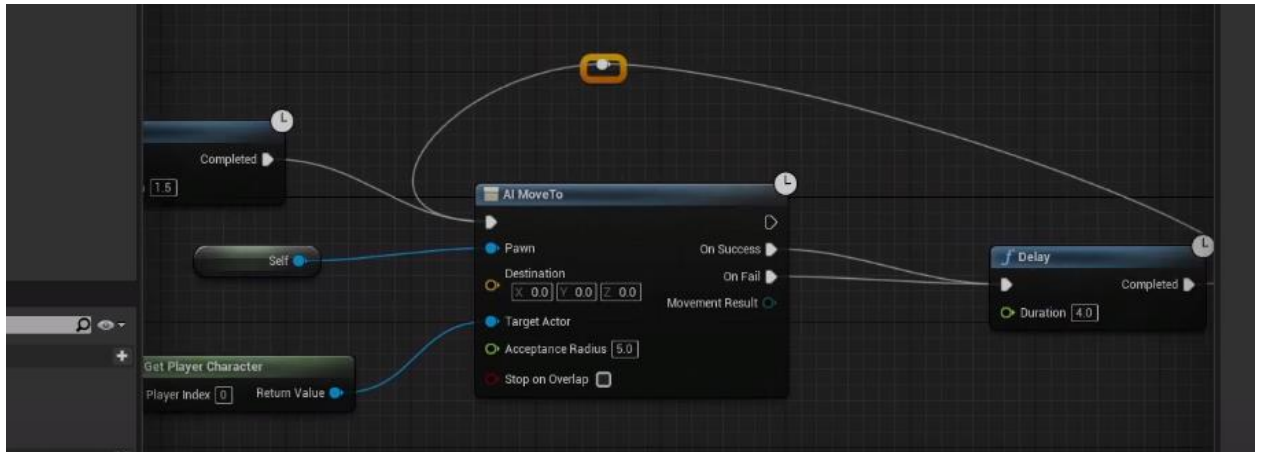 Completed
1.5
Self
Get Player Character
Player Index 0 Return Value
AI MoveTo
Pawn On Success
Destination On Fail
X 0.0 Y 0.0 Z 0.0
Movement Result
Target Actor
Acceptance Radius 5.0
Stop on Overlap
f Delay
Completed
Duration 4.0